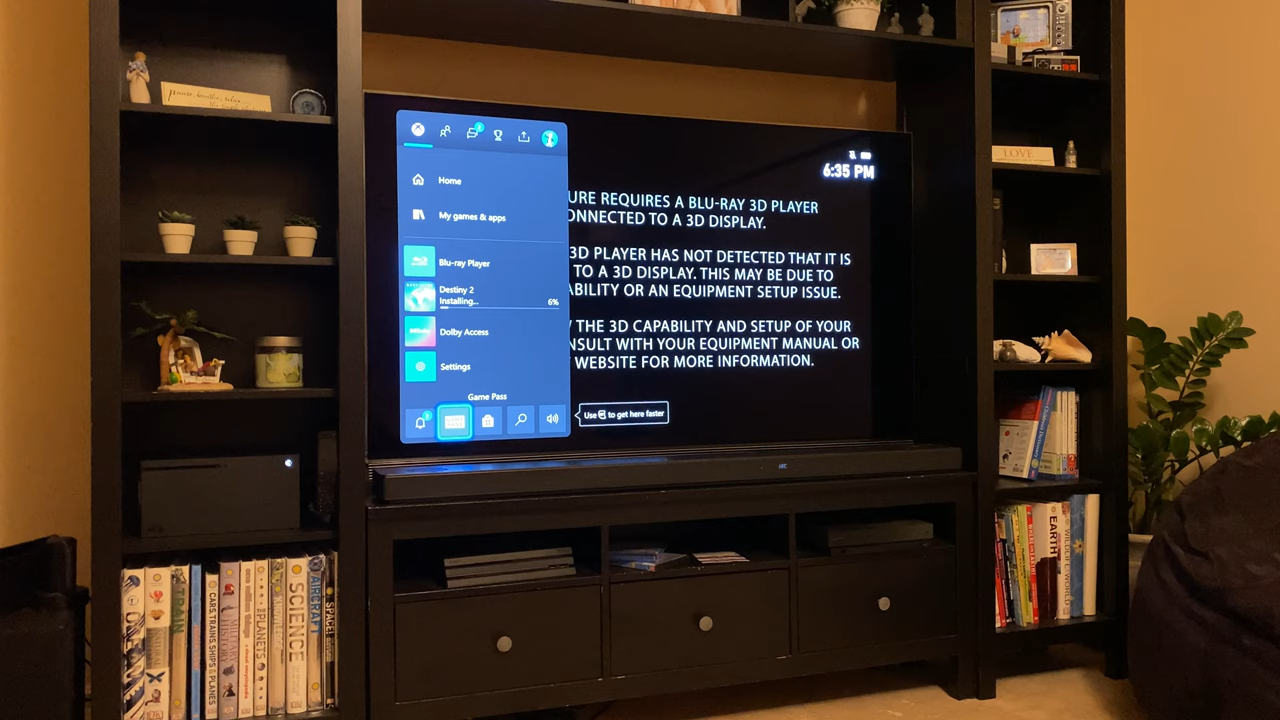 pause, breathe, relax
Home
My games & apps
Blu-ray Player
Destiny 2
Installing...
6%
Dolby Access
Settings
Game Pass
Use to get here faster
6:35 PM
URE REQUIRES A BLU-RAY 3D PLAYER
ONNECTED TO A 3D DISPLAY.
3D PLAYER HAS NOT DETECTED THAT IT IS
TO A 3D DISPLAY. THIS MAY BE DUE TO
ABILITY OR AN EQUIPMENT SETUP ISSUE.
THE 3D CAPABILITY AND SETUP OF YOUR
NSULT WITH YOUR EQUIPMENT MANUAL OR
WEBSITE FOR MORE INFORMATION.
LOVE
TRAIN
CARS, TRAINS, SHIPS & PLANES
PLANETS
SCIENCE
AIRCRAFT
SPACE!
EARTH